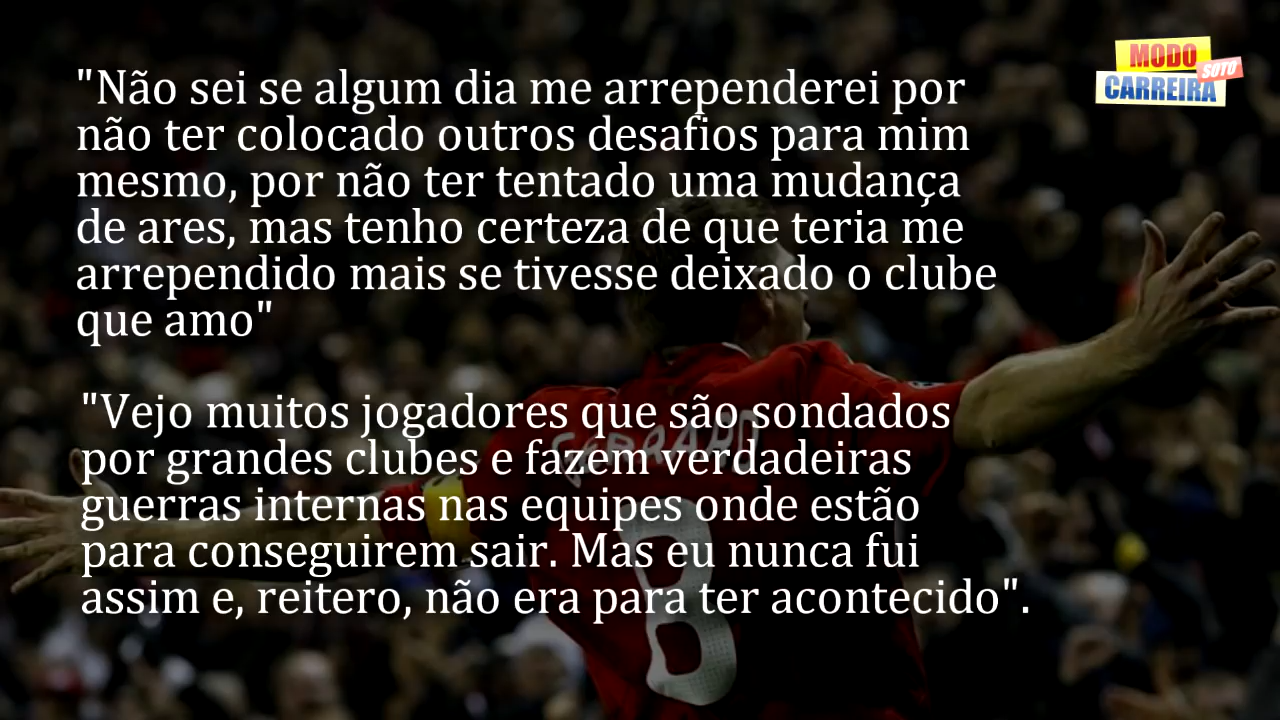 MODO
SOTO
CARREIRA
"Não sei se algum dia me arrependerei por
não ter colocado outros desafios para mim
mesmo, por não ter tentado uma mudança
de ares, mas tenho certeza de que teria me
arrependido mais se tivesse deixado o clube
que amo"
"Vejo muitos jogadores que são sondados
por grandes clubes e fazem verdadeiras
guerras internas nas equipes onde estão
para conseguirem sair. Mas eu nunca fui
assim e, reitero, não era para ter acontecido".
GERRARD
8